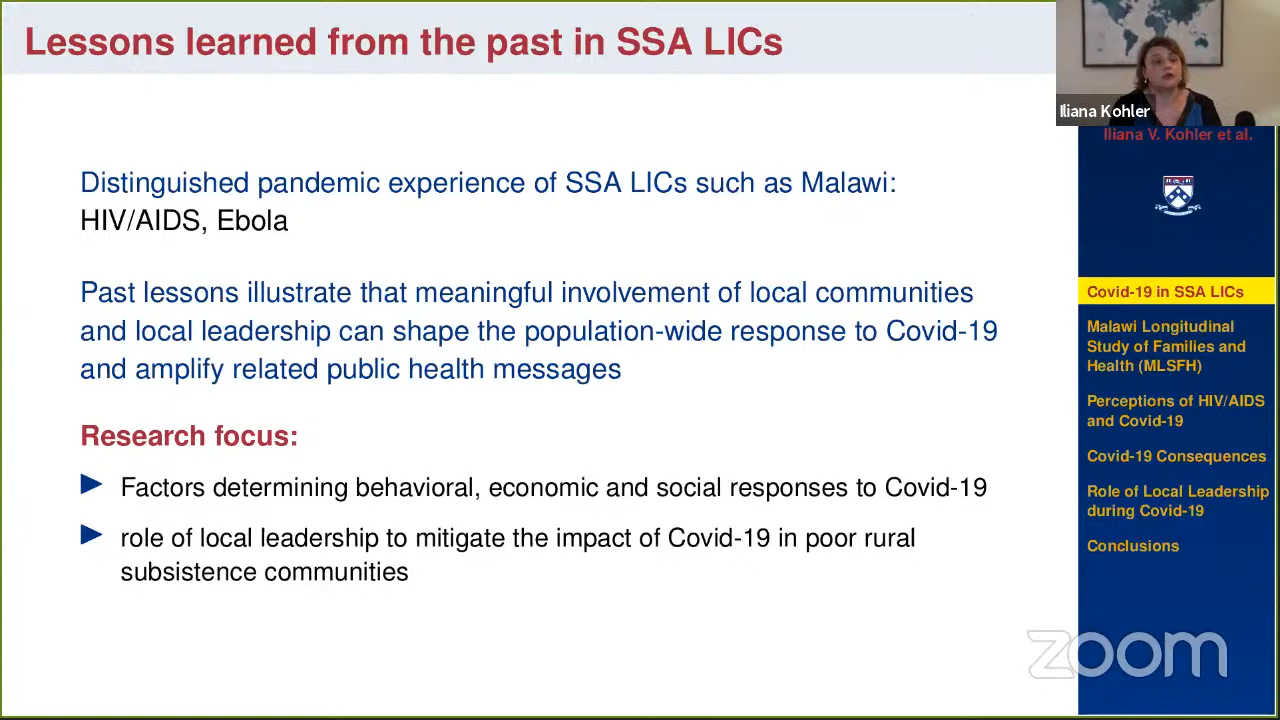 Lessons learned from the past in SSA LICs
Distinguished pandemic experience of SSA LICs such as Malawi:
HIV/AIDS, Ebola
Past lessons illustrate that meaningful involvement of local communities
and local leadership can shape the population-wide response to Covid-19
and amplify related public health messages
Research focus:
Factors determining behavioral, economic and social responses to Covid-19
role of local leadership to mitigate the impact of Covid-19 in poor rural
subsistence communities
Iliana Kohler
Iliana V. Kohler et al.
Covid-19 in SSA LICs
Malawi Longitudinal
Study of Families and
Health (MLSFH)
Perceptions of HIV/AIDS
and Covid-19
Covid-19 Consequences
Role of Local Leadership
during Covid-19
Conclusions
zoom